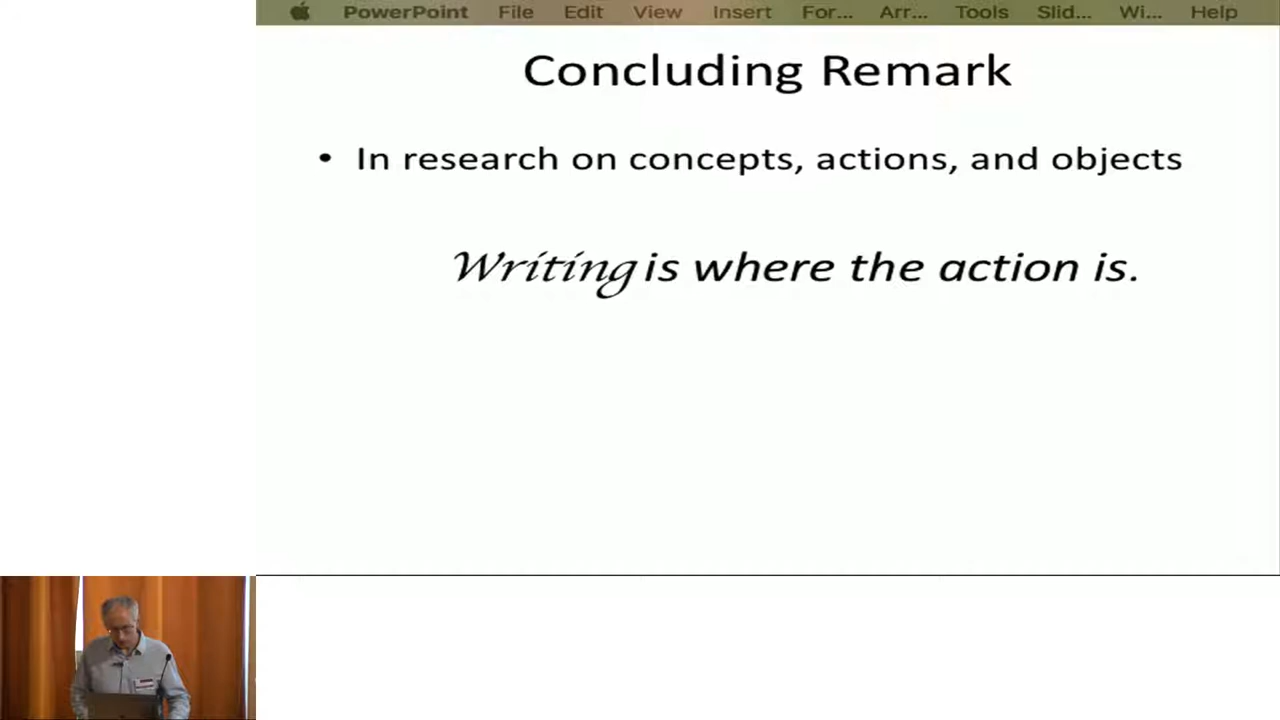 PowerPoint File Edit View Insert For... Arr... Tools Slid... Wi... Help
Concluding Remark
• In research on concepts, actions, and objects
Writing is where the action is.